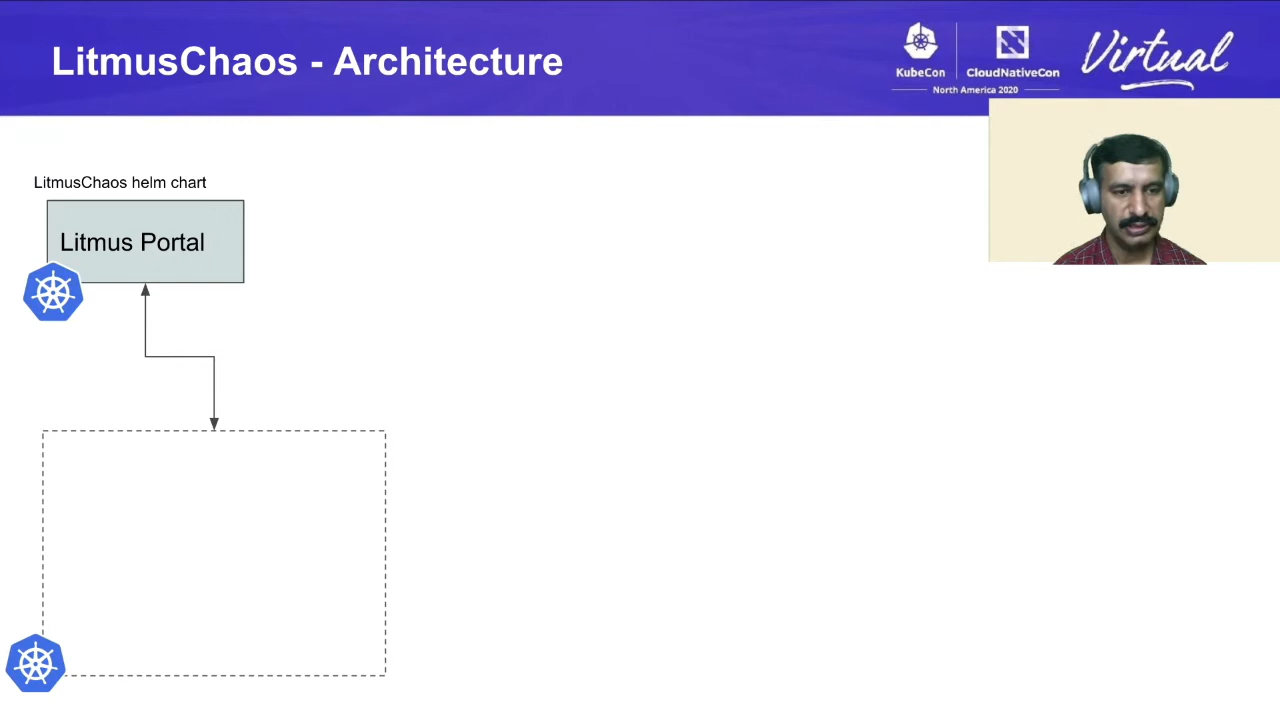 LitmusChaos - Architecture
KubeCon
CloudNativeCon
North America 2020
Virtual
LitmusChaos helm chart
Litmus Portal